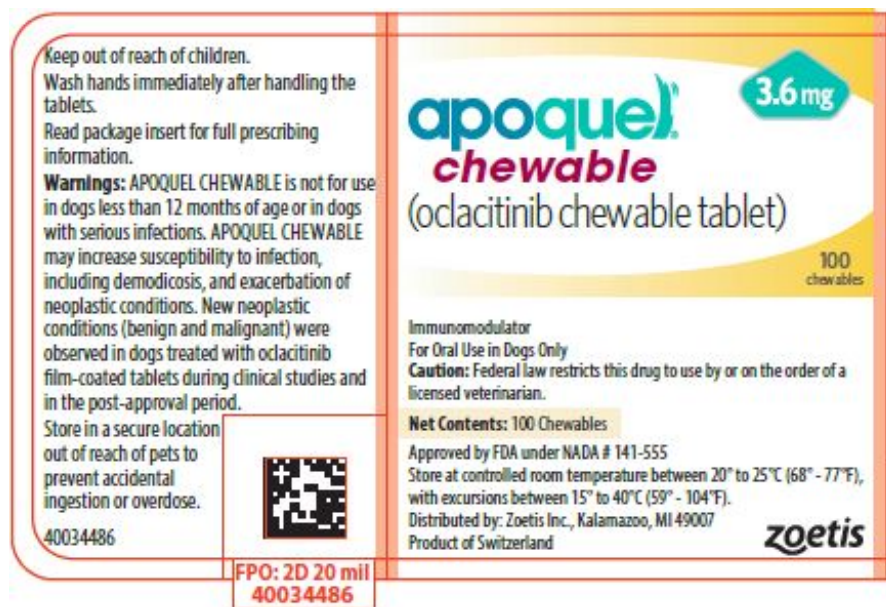 Keep out of reach of children.
Wash hands immediately after handling the
tablets.
Read package insert for full prescribing
information.
Warnings: APOQUEL CHEWABLE is not for use
in dogs less than 12 months of age or in dogs
with serious infections. APOQUEL CHEWABLE
may increase susceptibility to infection,
including demodicosis, and exacerbation of
neoplastic conditions. New neoplastic
conditions (benign and malignant) were
observed in dogs treated with oclacitinib
film-coated tablets during clinical studies and
in the post-approval period.
Store in a secure location
out of reach of pets to
prevent accidental
ingestion or overdose.
40034486
FPO: 2D 20 mil
40034486
3.6 mg
apoquel
chewable
(oclacitinib chewable tablet)
100
chewables
Immunomodulator
For Oral Use in Dogs Only
Caution: Federal law restricts this drug to use by or on the order of a
licensed veterinarian.
Net Contents: 100 Chewables
Approved by FDA under NADA # 141-555
Store at controlled room temperature between 20° to 25°C (68° - 77°F),
with excursions between 15° to 40°C (59° - 104°F).
Distributed by: Zoetis Inc., Kalamazoo, MI 49007
Product of Switzerland
zoetis